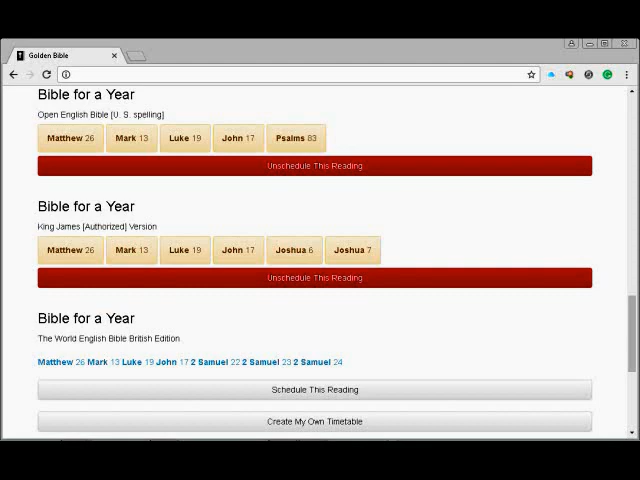 Golden Bible
Bible for a Year
Open English Bible [U. S. spelling]
Matthew 26 Mark 13 Luke 19 John 17 Psalms 83
Unschedule This Reading
Bible for a Year
King James [Authorized] Version
Matthew 26 Mark 13 Luke 19 John 17 Joshua 6 Joshua 7
Unschedule This Reading
Bible for a Year
The World English Bible British Edition
Matthew 26 Mark 13 Luke 19 John 17 2 Samuel 22 2 Samuel 23 2 Samuel 24
Schedule This Reading
Create My Own Timetable